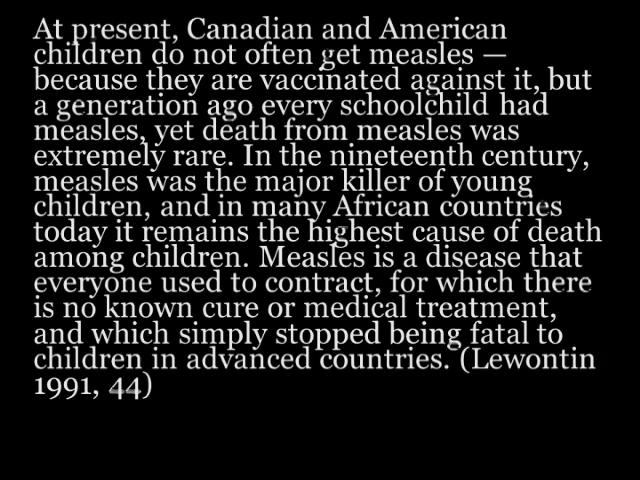 At present, Canadian and American
children do not often get measles —
because they are vaccinated against it, but
a generation ago every schoolchild had
measles, yet death from measles was
extremely rare. In the nineteenth century,
measles was the major killer of young
children, and in many African countries
today it remains the highest cause of death
among children. Measles is a disease that
everyone used to contract, for which there
is no known cure or medical treatment,
and which simply stopped being fatal to
children in advanced countries. (Lewontin
1991, 44)